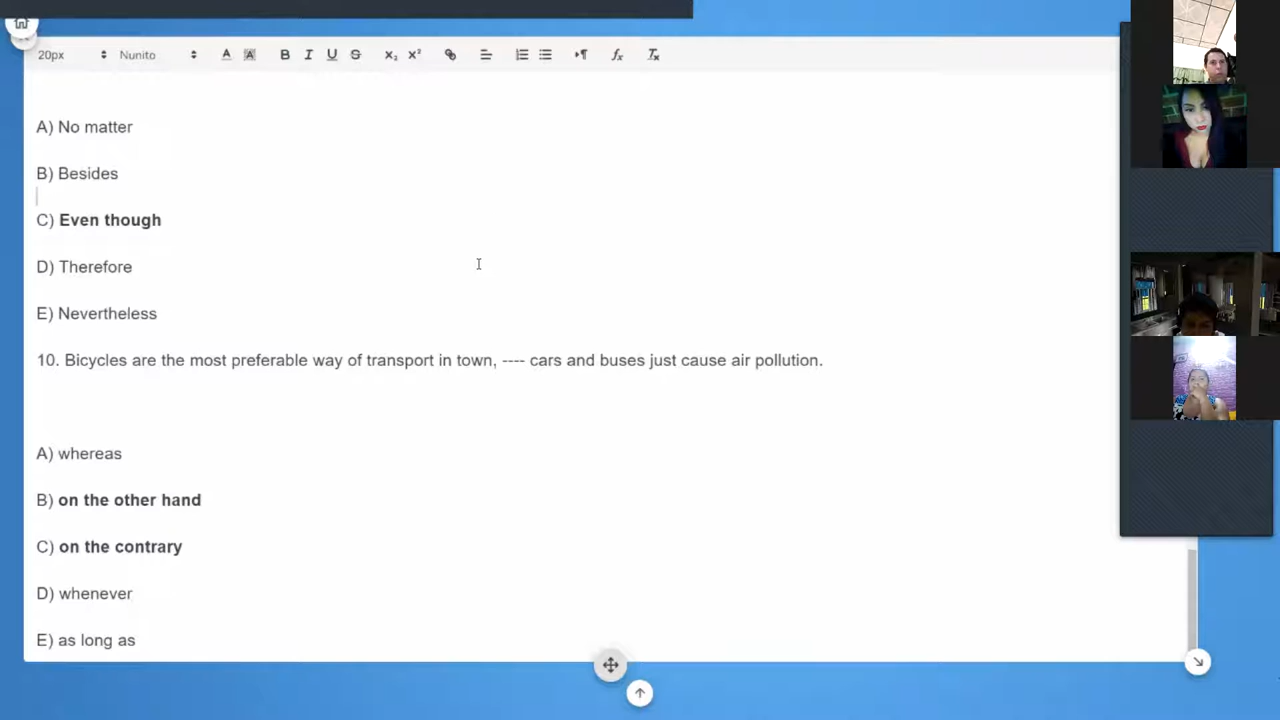 20px Nunito
A) No matter
B) Besides
C) Even though
D) Therefore
E) Nevertheless
10. Bicycles are the most preferable way of transport in town, ---- cars and buses just cause air pollution.
A) whereas
B) on the other hand
C) on the contrary
D) whenever
E) as long as